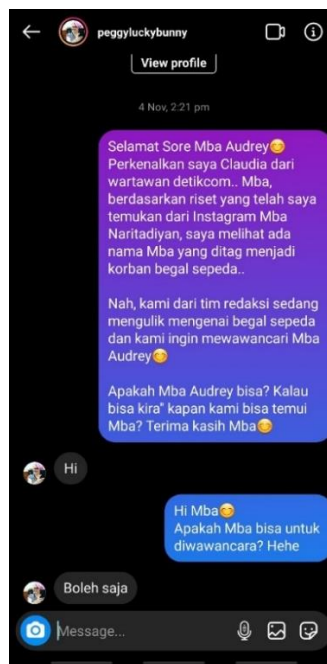 peggyluckybunny
View profile
4 Nov, 2:21 pm
Selamat Sore Mba Audrey😊
Perkenalkan saya Claudia dari
wartawan detikcom.. Mba,
berdasarkan riset yang telah saya
temukan dari Instagram Mba
Naritadiyan, saya melihat ada
nama Mba yang ditag menjadi
korban begal sepeda..
Nah, kami dari tim redaksi sedang
mengulik mengenai begal sepeda
dan kami ingin mewawancari Mba
Audrey😊
Apakah Mba Audrey bisa? Kalau
bisa kira" kapan kami bisa temui
Mba? Terima kasih Mba😊
Hi
Hi Mba😊
Apakah Mba bisa untuk
diwawancara? Hehe
Boleh saja
Message...